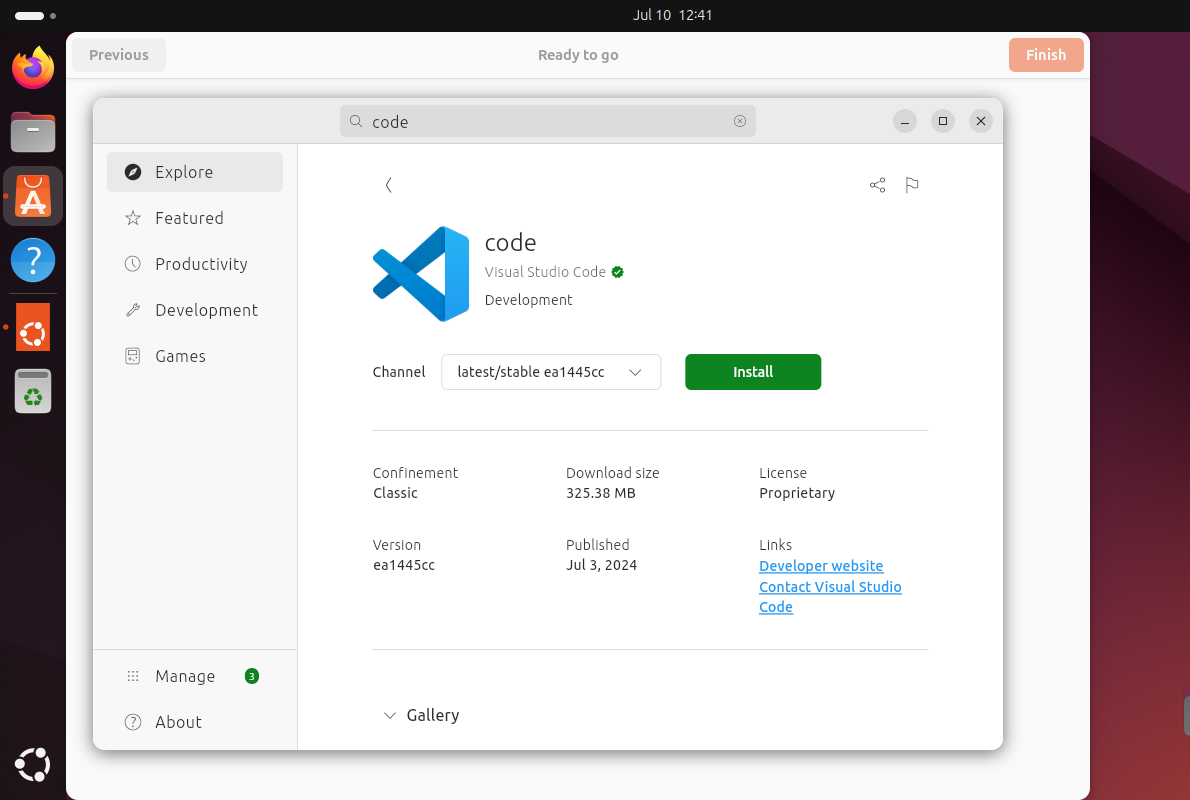 Jul 10 12:41
Previous
Ready to go
Finish
code
Explore
Featured
Productivity
Development
Games
Manage 3
About
code
Visual Studio Code
Development
Channel
latest/stable ea1445cc
Install
Confinement
Classic
Download size
325.38 MB
License
Proprietary
Version
ea1445cc
Published
Jul 3, 2024
Links
Developer website
Contact Visual Studio
Code
Gallery